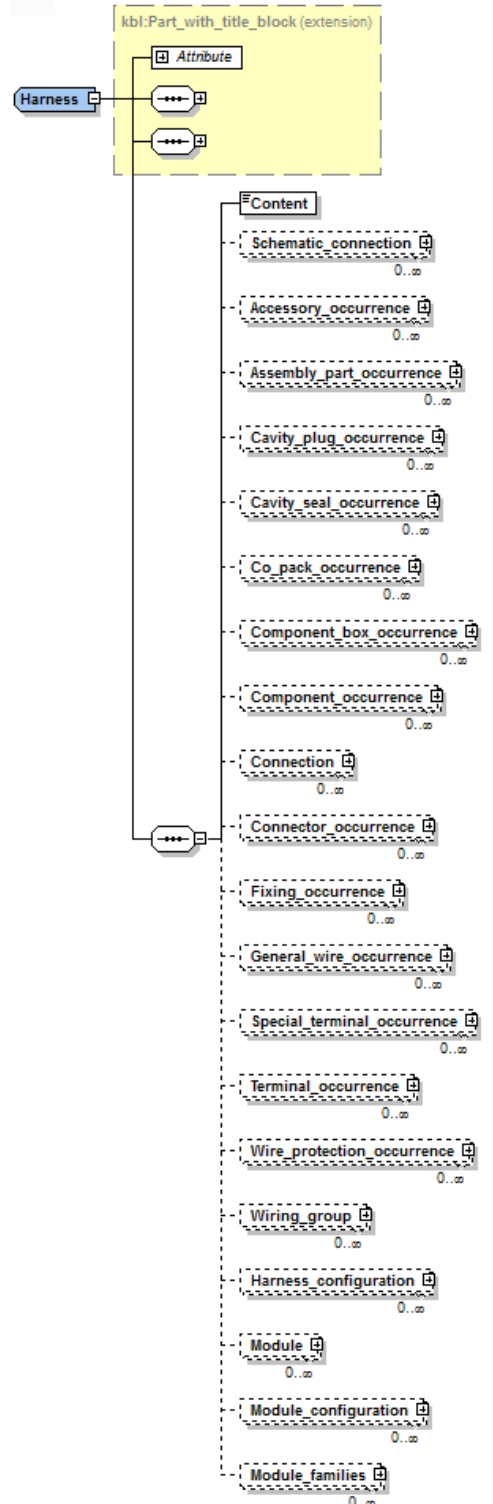 kbl:Part_with_title_block (extension)
Attribute
Harness
Content
Schematic_connection
0..∞
Accessory_occurrence
0..∞
Assembly_part_occurrence
0..∞
Cavity_plug_occurrence
0..∞
Cavity_seal_occurrence
0..∞
Co_pack_occurrence
0..∞
Component_box_occurrence
0..∞
Component_occurrence
0..∞
Connection
0..∞
Connector_occurrence
0..∞
Fixing_occurrence
0..∞
General_wire_occurrence
0..∞
Special_terminal_occurrence
0..∞
Terminal_occurrence
0..∞
Wire_protection_occurrence
0..∞
Wiring_group
0..∞
Harness_configuration
0..∞
Module
0..∞
Module_configuration
0..∞
Module_families
0..∞